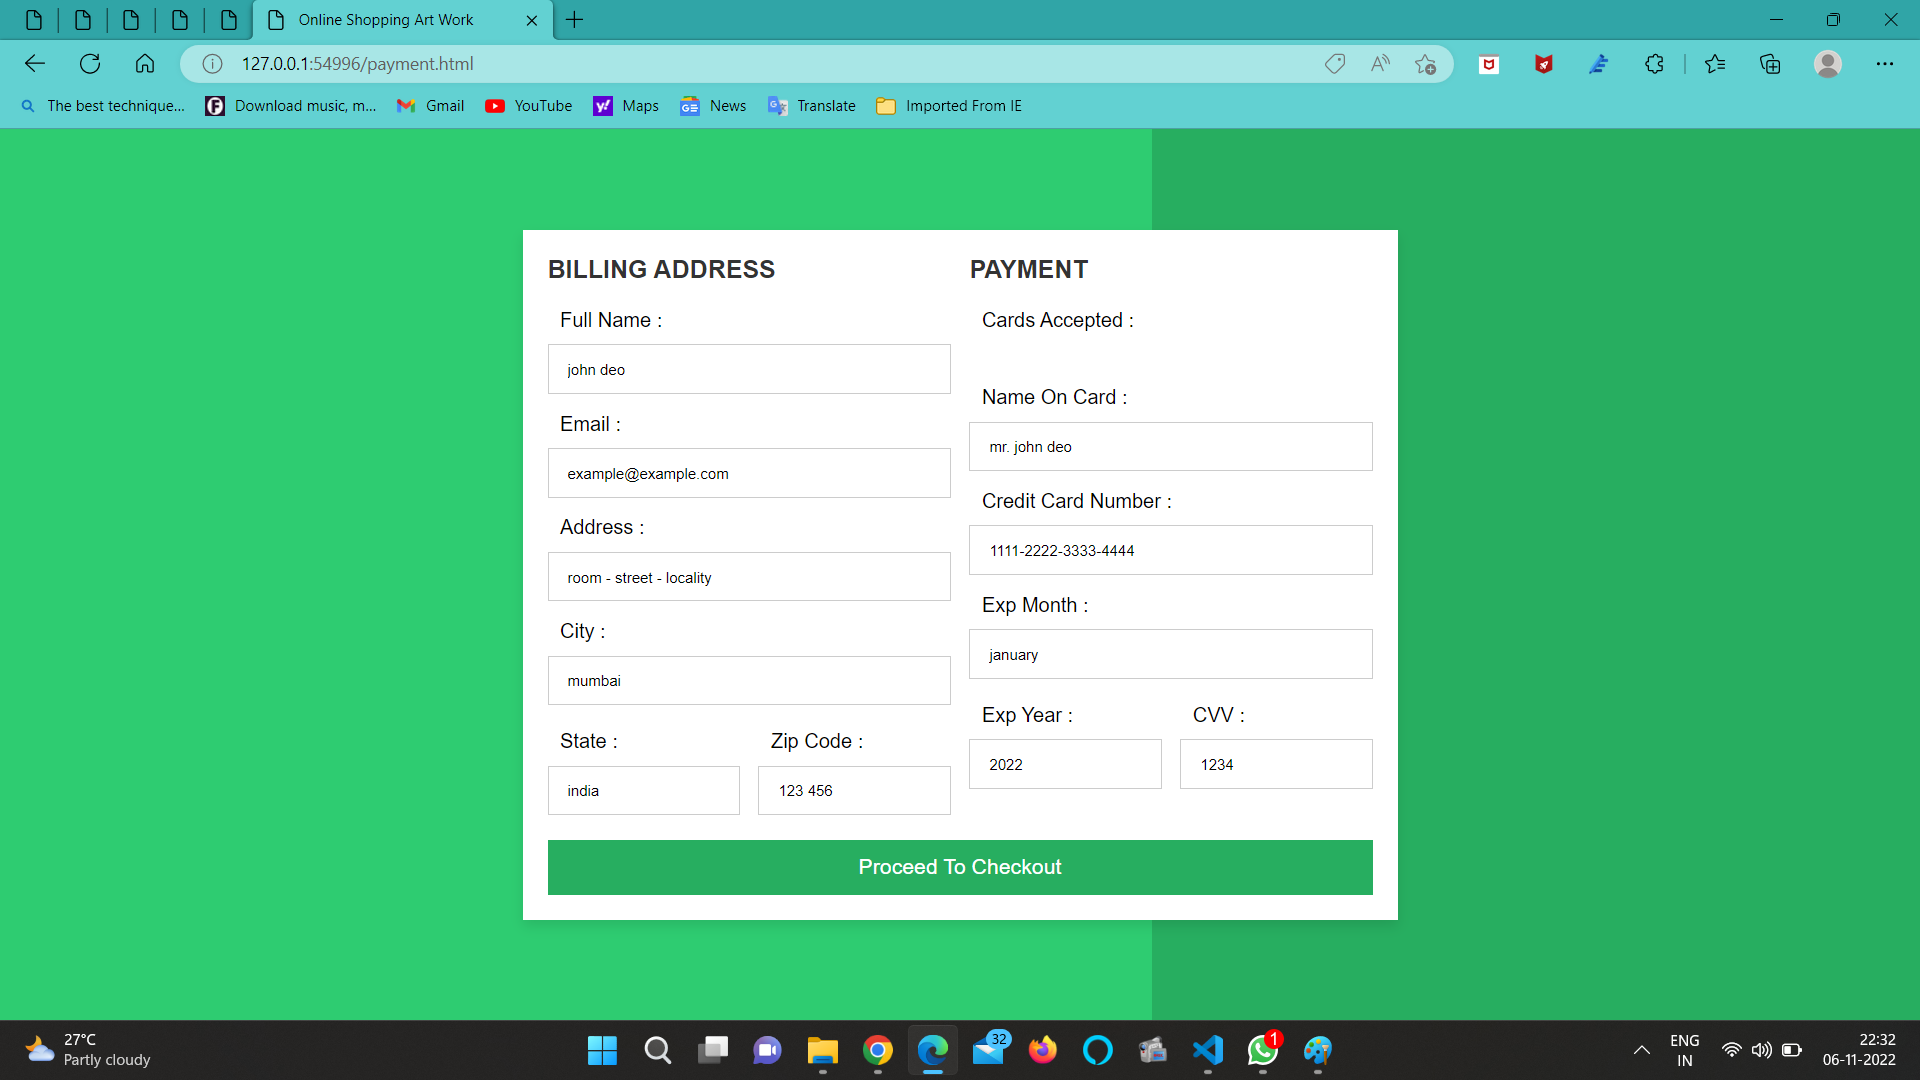 Online Shopping Art Work
127.0.0.1:54996/payment.html
The best technique... Download music, m... Gmail YouTube Maps News Translate Imported From IE
BILLING ADDRESS
Full Name :
john deo
Email :
example@example.com
Address :
room - street - locality
City :
mumbai
State : Zip Code :
india 123 456
PAYMENT
Cards Accepted :
Name On Card :
mr. john deo
Credit Card Number :
1111-2222-3333-4444
Exp Month :
january
Exp Year : CVV :
2022 1234
Proceed To Checkout
27°C
Partly cloudy
32
1
ENG
IN
22:32
06-11-2022